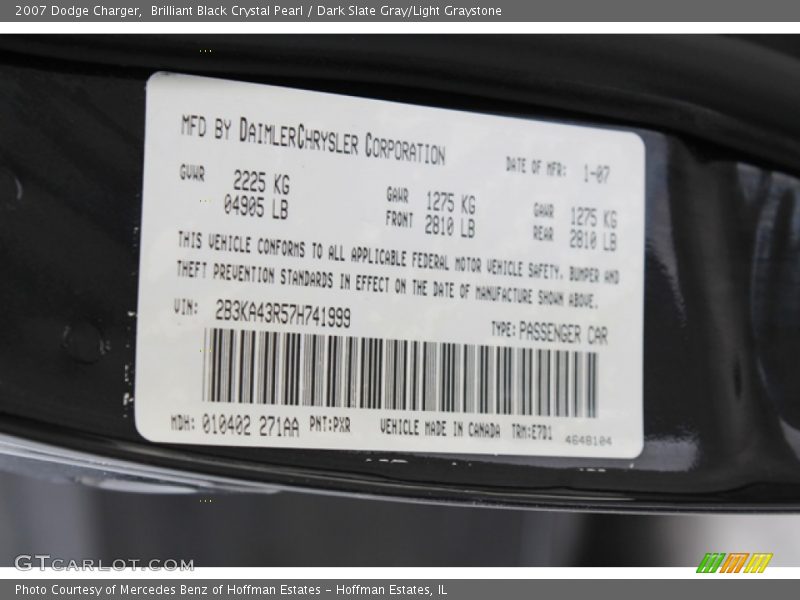 2007 Dodge Charger,  Brilliant Black Crystal Pearl / Dark Slate Gray/Light Graystone
MFD BY DAIMLERCHRYSLER CORPORATION
DATE OF MFR: 1-07
GVWR 2225 KG
04905 LB
GAWR 1275 KG
FRONT 2810 LB
GAWR 1275 KG
REAR 2810 LB
THIS VEHICLE CONFORMS TO ALL APPLICABLE FEDERAL MOTOR VEHICLE SAFETY, BUMPER AND
THEFT PREVENTION STANDARDS IN EFFECT ON THE DATE OF MANUFACTURE SHOWN ABOVE.
VIN: 2B3KA43R57H741999
TYPE: PASSENGER CAR
MDH: 010402 271AA PNT:PXR VEHICLE MADE IN CANADA TRM:E7D1 4648104
GTCARLOT.COM
Photo Courtesy of Mercedes Benz of Hoffman Estates - Hoffman Estates, IL